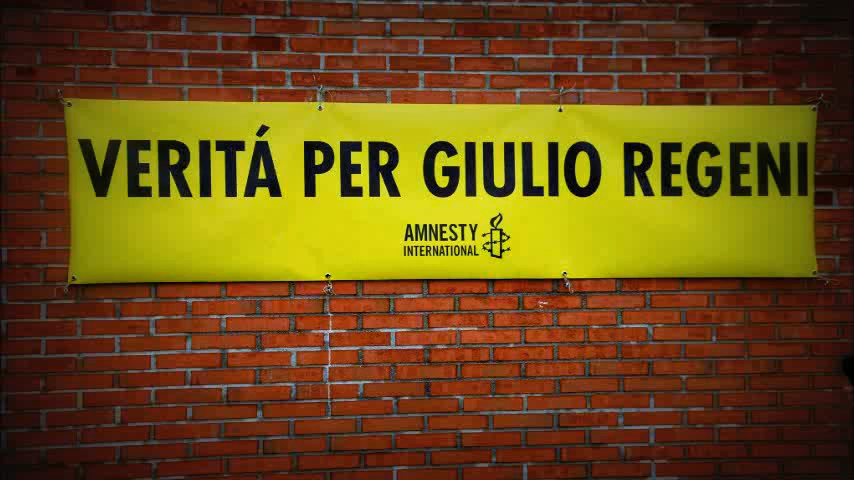 VERITÁ PER GIULIO REGENI
AMNESTY
INTERNATIONAL